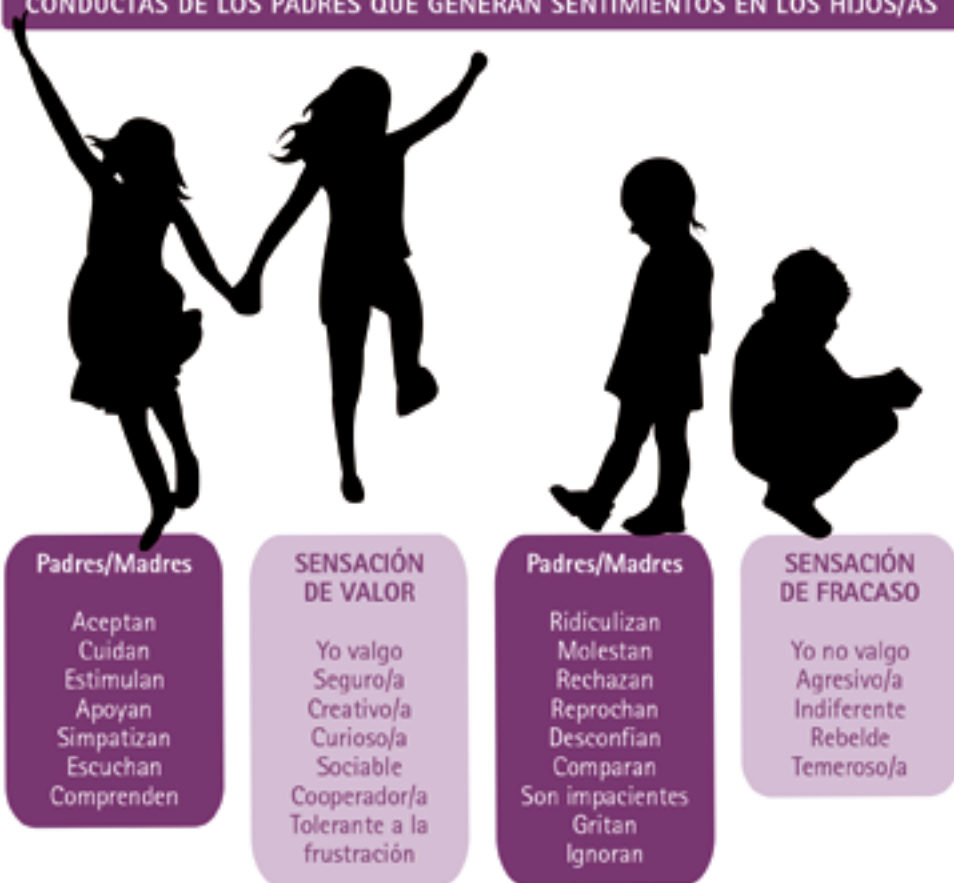 CONDUCTAS DE LOS PADRES QUE GENERAN SENTIMIENTOS EN LOS HIJOS/AS
Padres/Madres
Aceptan
Cuidan
Estimulan
Apoyan
Simpatizan
Escuchan
Comprenden
SENSACIÓN
DE VALOR
Yo valgo
Seguro/a
Creativo/a
Curioso/a
Sociable
Cooperador/a
Tolerante a la
frustración
Padres/Madres
Ridiculizan
Molestan
Rechazan
Reprochan
Desconfian
Comparan
Son impacientes
Gritan
Ignoran
SENSACIÓN
DE FRACASO
Yo no valgo
Agresivo/a
Indiferente
Rebelde
Temeroso/a